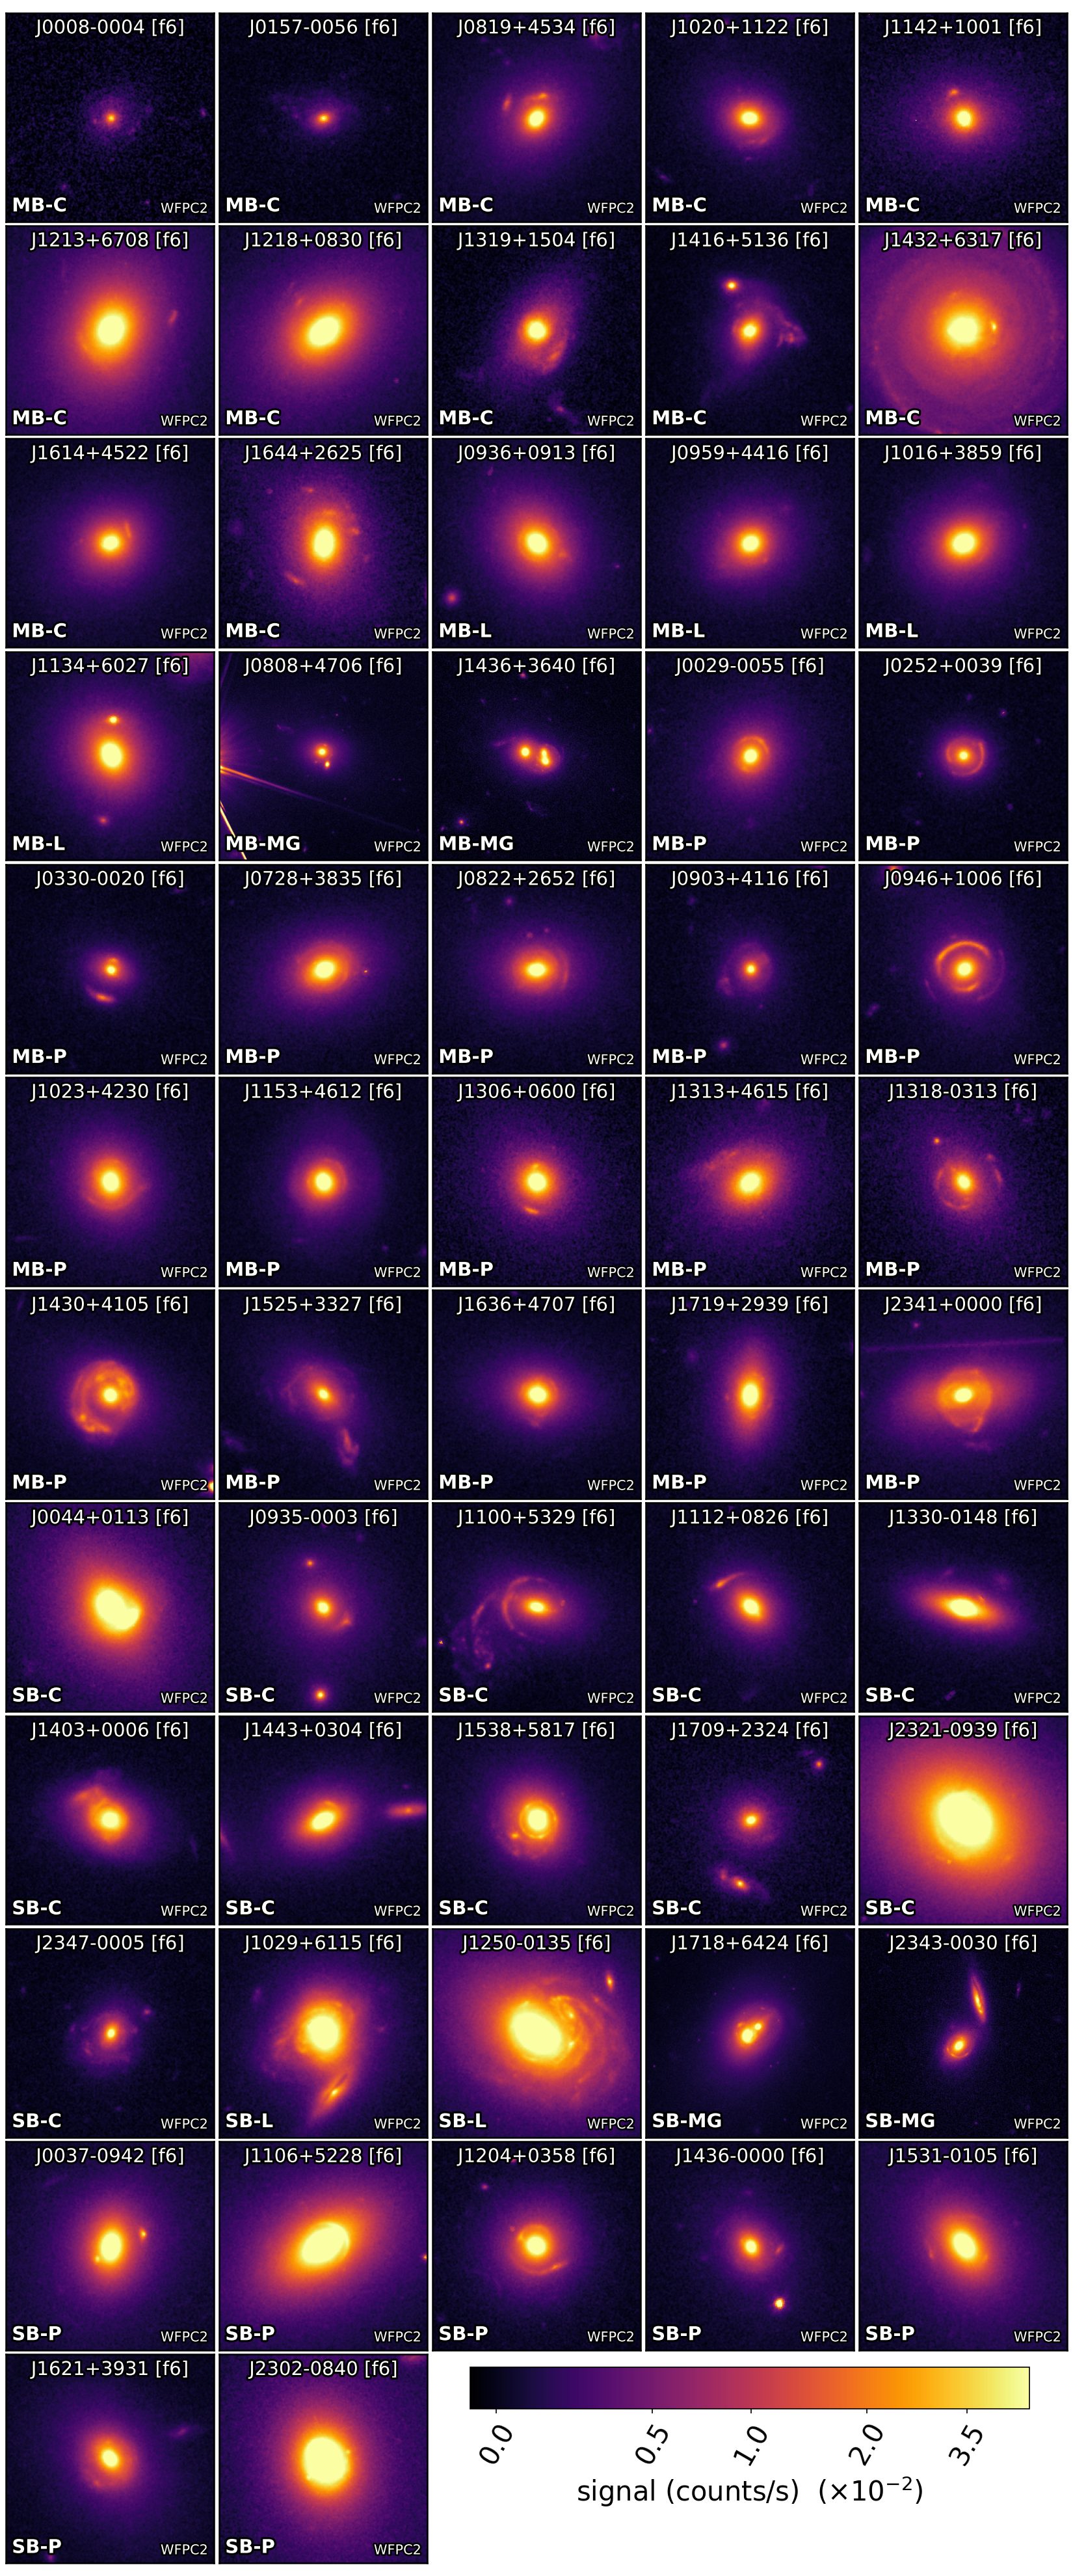 J0008-0004 [f6] J0157-0056 [f6] J0819+4534 [f6] J1020+1122 [f6] J1142+1001 [f6]
MB-C WFPC2 MB-C WFPC2 MB-C WFPC2 MB-C WFPC2 MB-C WFPC2
J1213+6708 [f6] J1218+0830 [f6] J1319+1504 [f6] J1416+5136 [f6] J1432+6317 [f6]
MB-C WFPC2 MB-C WFPC2 MB-C WFPC2 MB-C WFPC2 MB-C WFPC2
J1614+4522 [f6] J1644+2625 [f6] J0936+0913 [f6] J0959+4416 [f6] J1016+3859 [f6]
MB-C WFPC2 MB-C WFPC2 MB-L WFPC2 MB-L WFPC2 MB-L WFPC2
J1134+6027 [f6] J0808+4706 [f6] J1436+3640 [f6] J0029-0055 [f6] J0252+0039 [f6]
MB-L WFPC2 MB-MG WFPC2 MB-MG WFPC2 MB-P WFPC2 MB-P WFPC2
J0330-0020 [f6] J0728+3835 [f6] J0822+2652 [f6] J0903+4116 [f6] J0946+1006 [f6]
MB-P WFPC2 MB-P WFPC2 MB-P WFPC2 MB-P WFPC2 MB-P WFPC2
J1023+4230 [f6] J1153+4612 [f6] J1306+0600 [f6] J1313+4615 [f6] J1318-0313 [f6]
MB-P WFPC2 MB-P WFPC2 MB-P WFPC2 MB-P WFPC2 MB-P WFPC2
J1430+4105 [f6] J1525+3327 [f6] J1636+4707 [f6] J1719+2939 [f6] J2341+0000 [f6]
MB-P WFPC2 MB-P WFPC2 MB-P WFPC2 MB-P WFPC2 MB-P WFPC2
J0044+0113 [f6] J0935-0003 [f6] J1100+5329 [f6] J1112+0826 [f6] J1330-0148 [f6]
SB-C WFPC2 SB-C WFPC2 SB-C WFPC2 SB-C WFPC2 SB-C WFPC2
J1403+0006 [f6] J1443+0304 [f6] J1538+5817 [f6] J1709+2324 [f6] J2321-0939 [f6]
SB-C WFPC2 SB-C WFPC2 SB-C WFPC2 SB-C WFPC2 SB-C WFPC2
J2347-0005 [f6] J1029+6115 [f6] J1250-0135 [f6] J1718+6424 [f6] J2343-0030 [f6]
SB-C WFPC2 SB-L WFPC2 SB-L WFPC2 SB-MG WFPC2 SB-MG WFPC2
J0037-0942 [f6] J1106+5228 [f6] J1204+0358 [f6] J1436-0000 [f6] J1531-0105 [f6]
SB-P WFPC2 SB-P WFPC2 SB-P WFPC2 SB-P WFPC2 SB-P WFPC2
J1621+3931 [f6] J2302-0840 [f6]
SB-P WFPC2 SB-P WFPC2
0.0 0.5 1.0 2.0 3.5
signal (counts/s) (×10⁻²)